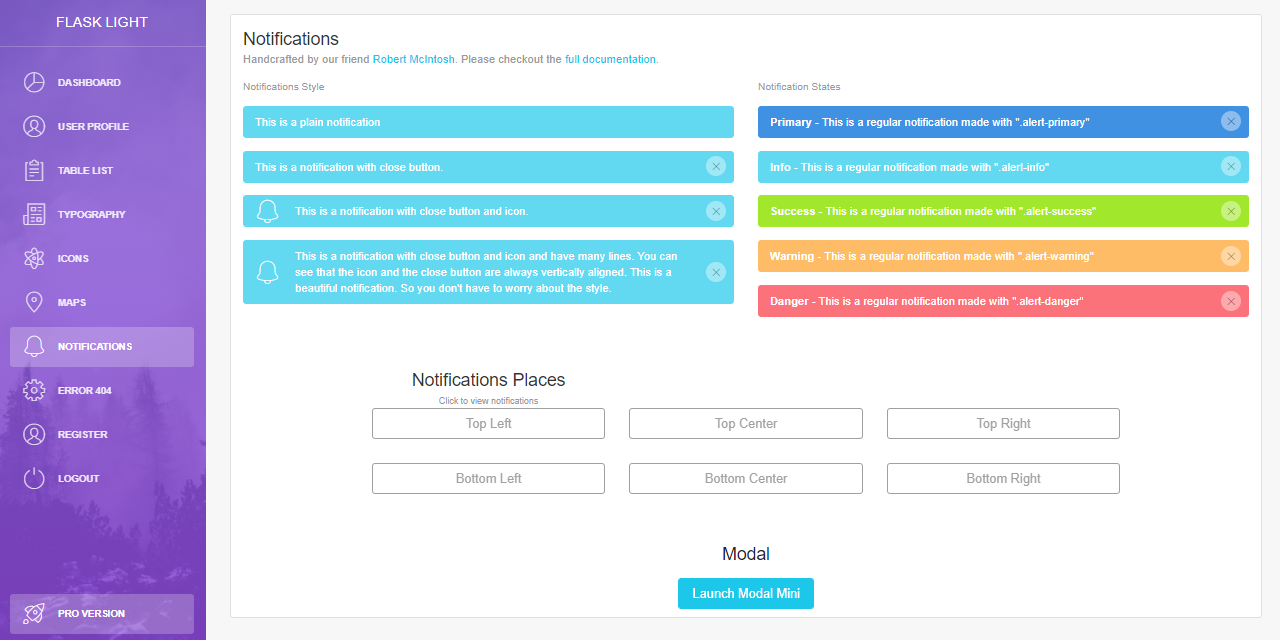 FLASK LIGHT
DASHBOARD
USER PROFILE
TABLE LIST
TYPOGRAPHY
ICONS
MAPS
NOTIFICATIONS
ERROR 404
REGISTER
LOGOUT
PRO VERSION
Notifications
Handcrafted by our friend Robert McIntosh. Please checkout the full documentation.
Notifications Style
This is a plain notification
This is a notification with close button.
This is a notification with close button and icon.
This is a notification with close button and icon and have many lines. You can
see that the icon and the close button are always vertically aligned. This is a
beautiful notification. So you don't have to worry about the style.
Notification States
Primary - This is a regular notification made with ".alert-primary"
Info - This is a regular notification made with ".alert-info"
Success - This is a regular notification made with ".alert-success"
Warning - This is a regular notification made with ".alert-warning"
Danger - This is a regular notification made with ".alert-danger"
Notifications Places
Click to view notifications
Top Left
Top Center
Top Right
Bottom Left
Bottom Center
Bottom Right
Modal
Launch Modal Mini